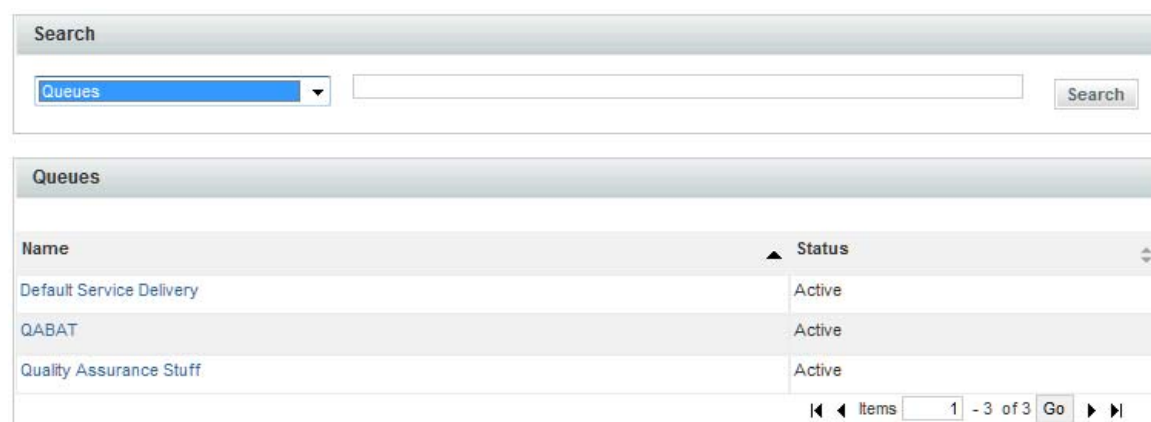 Search
Queues Search
Queues
Name Status
Default Service Delivery Active
QABAT Active
Quality Assurance Stuff Active
Items 1 - 3 of 3 Go